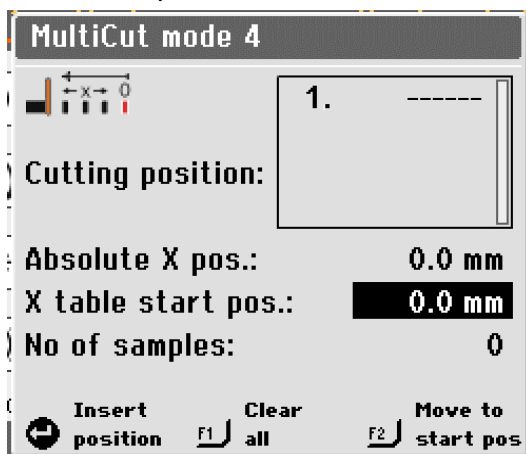 MultiCut mode 4
x 0
1. ------
Cutting position:
Absolute X pos.: 0.0 mm
X table start pos.: 0.0 mm
No of samples: 0
Insert position
F1 Clear all
F2 Move to start pos